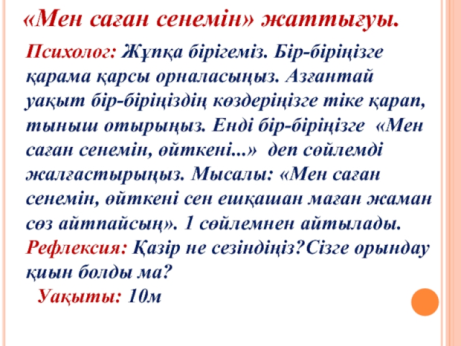 «Мен саған сенемін» жаттығуы.
Психолог: Жұпқа бірігеміз. Бір-біріңізге
қарама қарсы орналасыңыз. Азғантай
уақыт бір-біріңіздің көздеріңізге тіке қарап,
тыныш отырыңыз. Енді бір-біріңізге «Мен
саған сенемін, өйткені...» деп сөйлемді
жалғастырыңыз. Мысалы: «Мен саған
сенемін, өйткені сен ешқашан маған жаман
сөз айтпайсың». 1 сөйлемнен айтылады.
Рефлексия: Қазір не сезіндіңіз?Сізге орындау
қиын болды ма?
Уақыты: 10м